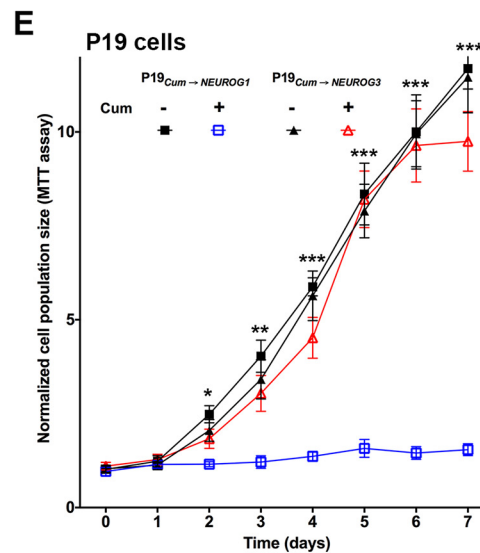 E
P19 cells
P19Cum → NEUROG1 P19Cum → NEUROG3
Cum - + - +
***
***
***
***
**
*
10
5
0
0 1 2 3 4 5 6 7
Time (days)
Normalized cell population size (MTT assay)